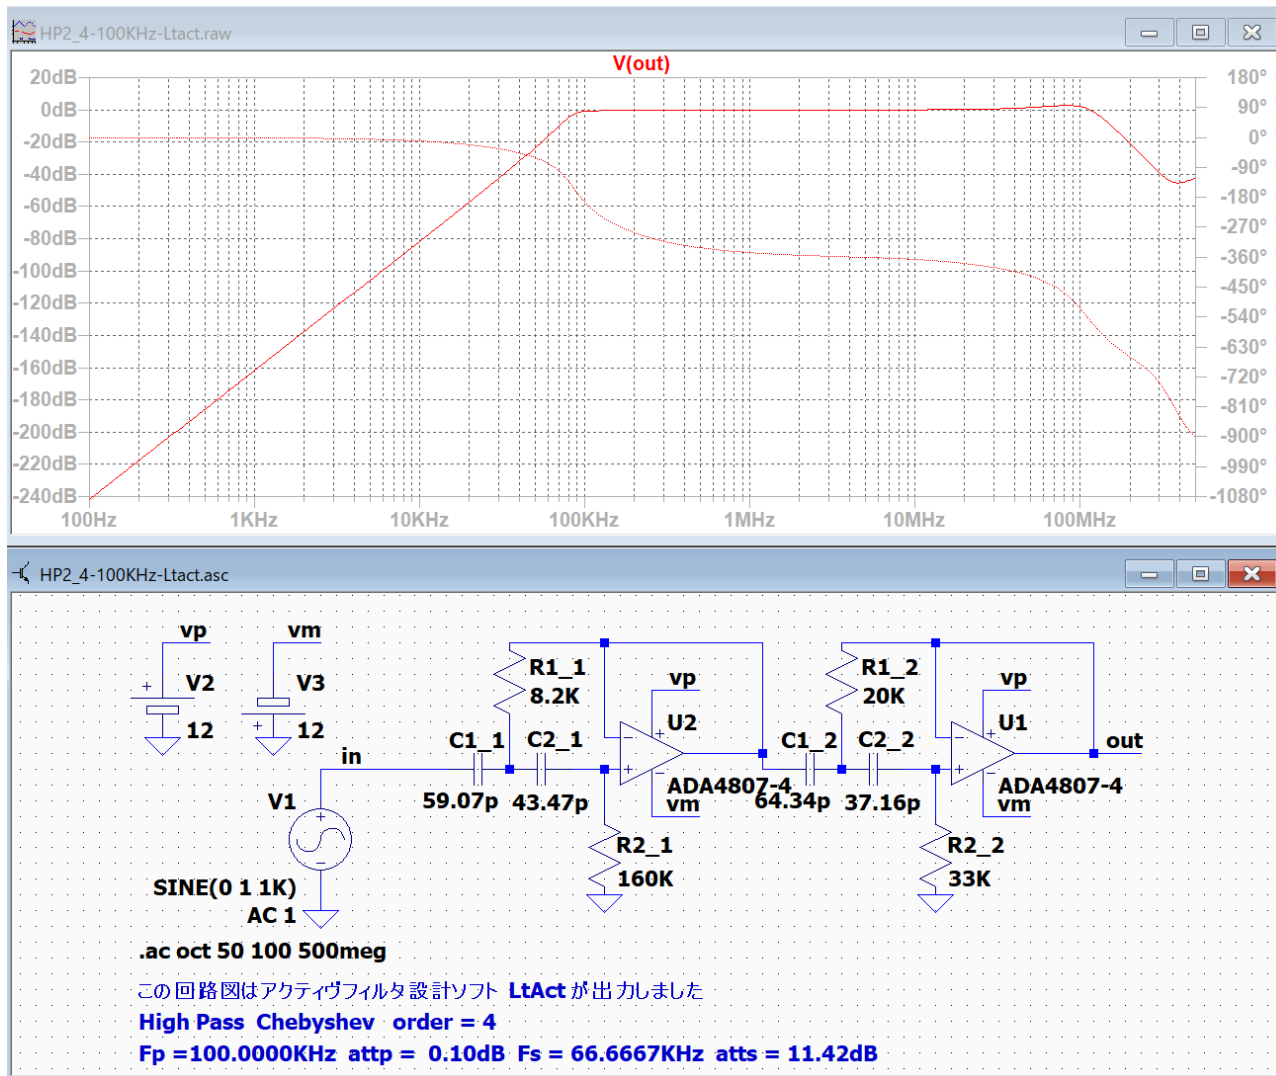 HP2_4-100KHz-Ltact.raw
V(out)
20dB
0dB
-20dB
-40dB
-60dB
-80dB
-100dB
-120dB
-140dB
-160dB
-180dB
-200dB
-220dB
-240dB
180°
90°
0°
-90°
-180°
-270°
-360°
-450°
-540°
-630°
-720°
-810°
-900°
-990°
-1080°
100Hz 1KHz 10KHz 100KHz 1MHz 10MHz 100MHz
HP2_4-100KHz-Ltact.asc
vp
V2
12
vm
V3
12
in
V1
SINE(0 1 1K)
AC 1
C1_1
59.07p
C2_1
43.47p
R1_1
8.2K
R2_1
160K
vp
U2
ADA4807-4
vm
C1_2
64.34p
C2_2
37.16p
R1_2
20K
R2_2
33K
vp
U1
ADA4807-4
vm
out
.ac oct 50 100 500meg
この回路図はアクティヴフィルタ設計ソフト LtAct が出力しました
High Pass Chebyshev order = 4
Fp =100.0000KHz attp = 0.10dB Fs = 66.6667KHz atts = 11.42dB